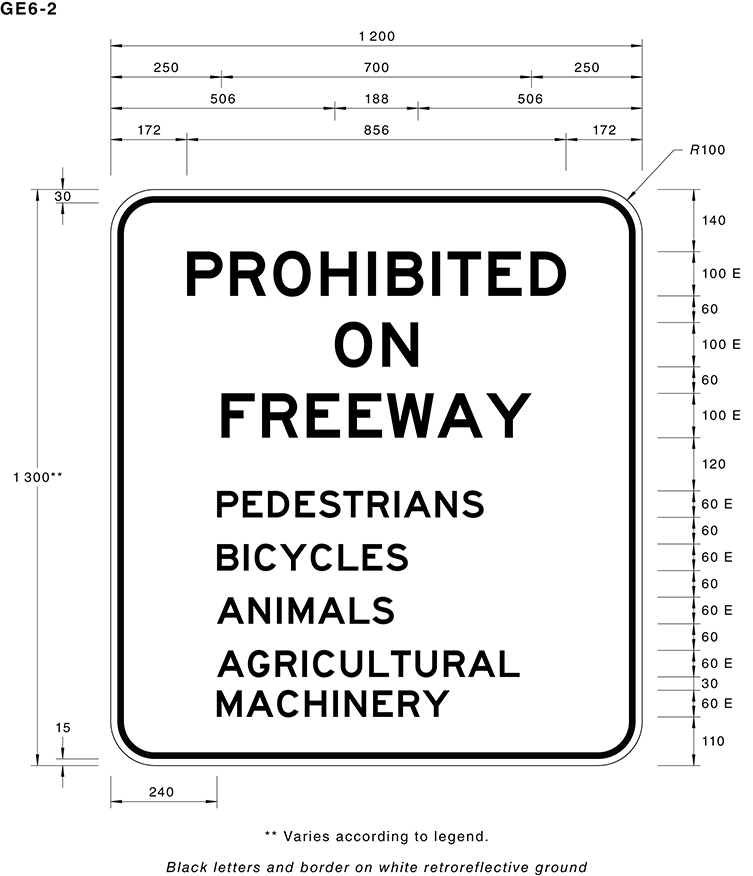 GE6-2
1 200
250 700 250
506 188 506
172 856 172
R100
30
140
PROHIBITED
100 E
60
ON
100 E
60
FREEWAY
100 E
120
1 300**
PEDESTRIANS
60 E
60
BICYCLES
60 E
60
ANIMALS
60 E
60
AGRICULTURAL
60 E
30
MACHINERY
60 E
15
110
240
** Varies according to legend.
Black letters and border on white retroreflective ground